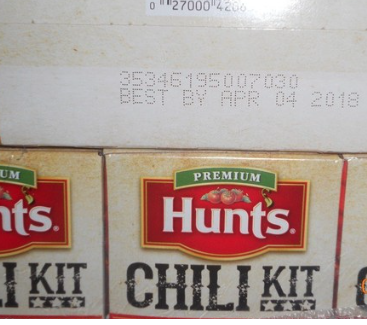 0 27000 4206
35346195007030
BEST BY APR 04 2018
UM
nts.
LI KIT
PREMIUM
Hunts.
CHILI KIT
C